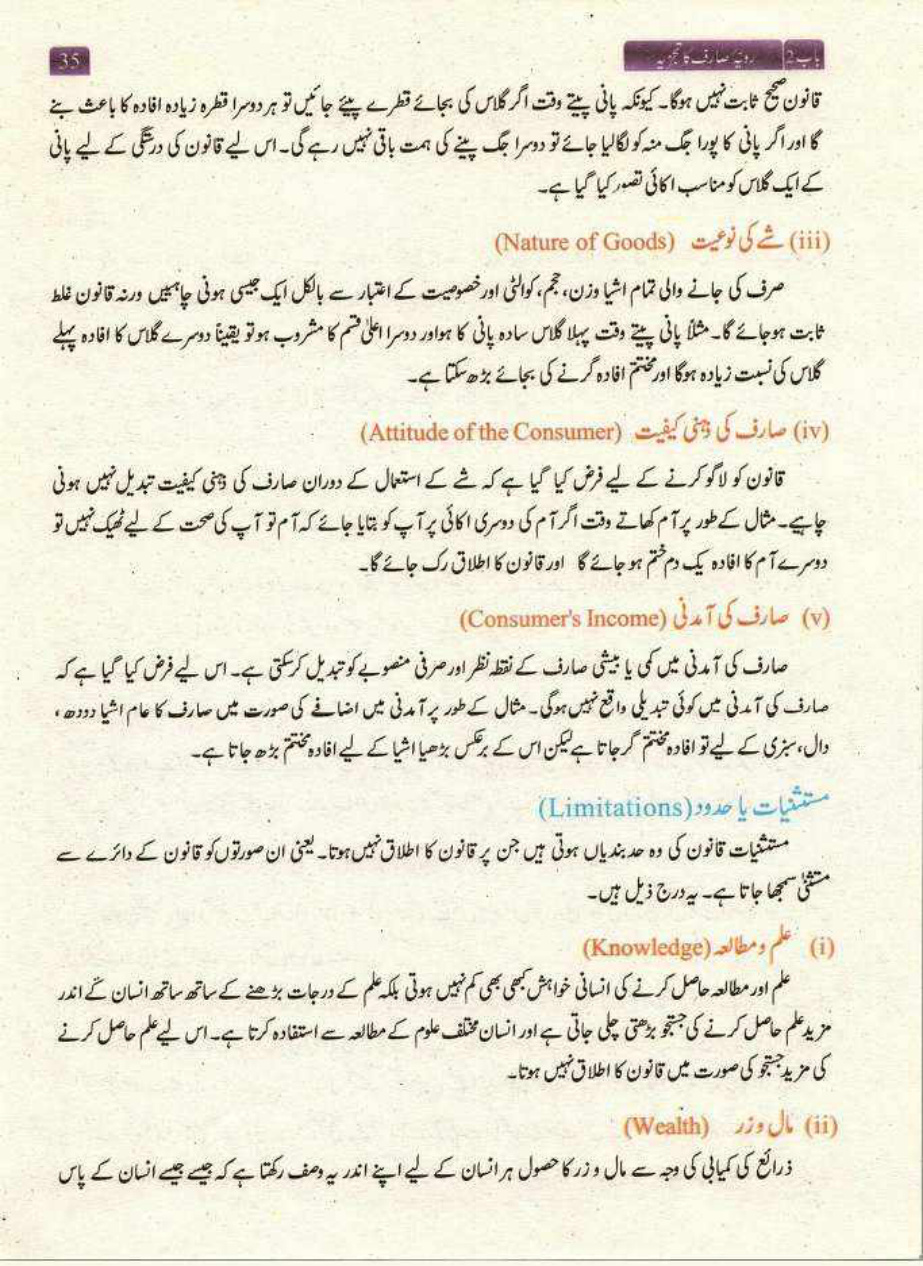 باب 2 رویۂ صارف کا تجزیہ 35
قانون صحیح ثابت نہیں ہوگا۔ کیونکہ پانی پیتے وقت اگر گلاس کی بجائے قطرے پیئے جائیں تو ہر دوسرا قطرہ زیادہ افادہ کا باعث بنے
گا اور اگر پانی کا پورا جگ منہ کو لگالیا جائے تو دوسرا جگ پینے کی ہمت باقی نہیں رہے گی۔ اس لیے قانون کی درستگی کے لیے پانی
کے ایک گلاس کو مناسب اکائی تصور کیا گیا ہے۔
(iii) شے کی نوعیت (Nature of Goods)
صرف کی جانے والی تمام اشیا وزن، حجم، کوالٹی اور خصوصیت کے اعتبار سے بالکل ایک جیسی ہونی چاہییں ورنہ قانون غلط
ثابت ہوجائے گا۔ مثلاً پانی پیتے وقت پہلا گلاس سادہ پانی کا ہواور دوسرا اعلیٰ قسم کا مشروب ہو تو یقیناً دوسرے گلاس کا افادہ پہلے
گلاس کی نسبت زیادہ ہوگا اور مختتم افادہ گرنے کی بجائے بڑھ سکتا ہے۔
(iv) صارف کی ذہنی کیفیت (Attitude of the Consumer)
قانون کو لاگو کرنے کے لیے فرض کیا گیا ہے کہ شے کے استعمال کے دوران صارف کی ذہنی کیفیت تبدیل نہیں ہونی
چاہیے۔ مثال کے طور پر آم کھاتے وقت اگر آم کی دوسری اکائی پر آپ کو بتایا جائے کہ آم تو آپ کی صحت کے لیے ٹھیک نہیں تو
دوسرے آم کا افادہ یک دم ختم ہو جائے گا اور قانون کا اطلاق رک جائے گا۔
(v) صارف کی آمدنی (Consumer's Income)
صارف کی آمدنی میں کمی یا بیشی صارف کے نقطہ نظر اور صرفی منصوبے کو تبدیل کرسکتی ہے۔ اس لیے فرض کیا گیا ہے کہ
صارف کی آمدنی میں کوئی تبدیلی واقع نہیں ہوگی۔ مثال کے طور پر آمدنی میں اضافے کی صورت میں صارف کا عام اشیا دودھ،
دال، سبزی کے لیے تو افادہ مختتم گرجاتا ہے لیکن اس کے برعکس بڑھیا اشیا کے لیے افادہ مختتم بڑھ جاتا ہے۔
مستثنیات یا حدود (Limitations)
مستثنیات قانون کی وہ حد بندیاں ہوتی ہیں جن پر قانون کا اطلاق نہیں ہوتا۔ یعنی ان صورتوں کو قانون کے دائرے سے
مستثنیٰ سمجھا جاتا ہے۔ یہ درج ذیل ہیں۔
(i) علم و مطالعہ (Knowledge)
علم اور مطالعہ حاصل کرنے کی انسانی خواہش کبھی بھی کم نہیں ہوتی بلکہ علم کے درجات بڑھنے کے ساتھ ساتھ انسان کے اندر
مزید علم حاصل کرنے کی جستجو بڑھتی چلی جاتی ہے اور انسان مختلف علوم کے مطالعہ سے استفادہ کرتا ہے۔ اس لیے علم حاصل کرنے
کی مزید جستجو کی صورت میں قانون کا اطلاق نہیں ہوتا۔
(ii) مال و زر (Wealth)
ذرائع کی کمیابی کی وجہ سے مال و زر کا حصول ہر انسان کے لیے اپنے اندر یہ وصف رکھتا ہے کہ جیسے جیسے انسان کے پاس